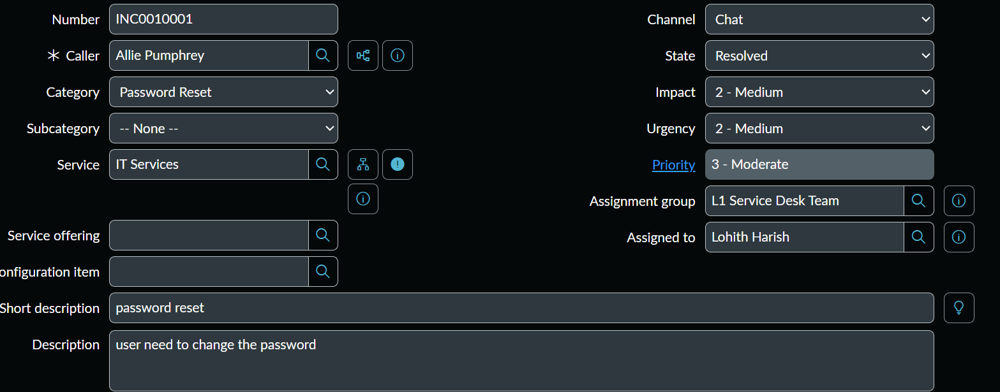 Number INC0010001 Channel Chat
* Caller Allie Pumphrey State Resolved
Category Password Reset Impact 2 - Medium
Subcategory -- None -- Urgency 2 - Medium
Service IT Services Priority 3 - Moderate
Assignment group L1 Service Desk Team
Service offering Assigned to Lohith Harish
onfiguration item
Short description password reset
Description user need to change the password